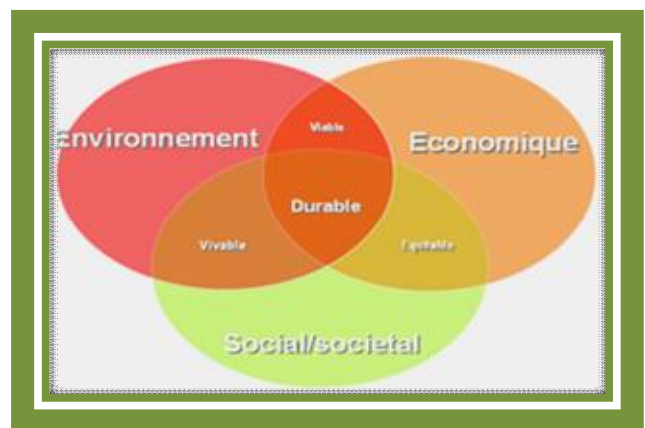 Viable
Environnement
Economique
Durable
Vivable
Equitable
Social/societal